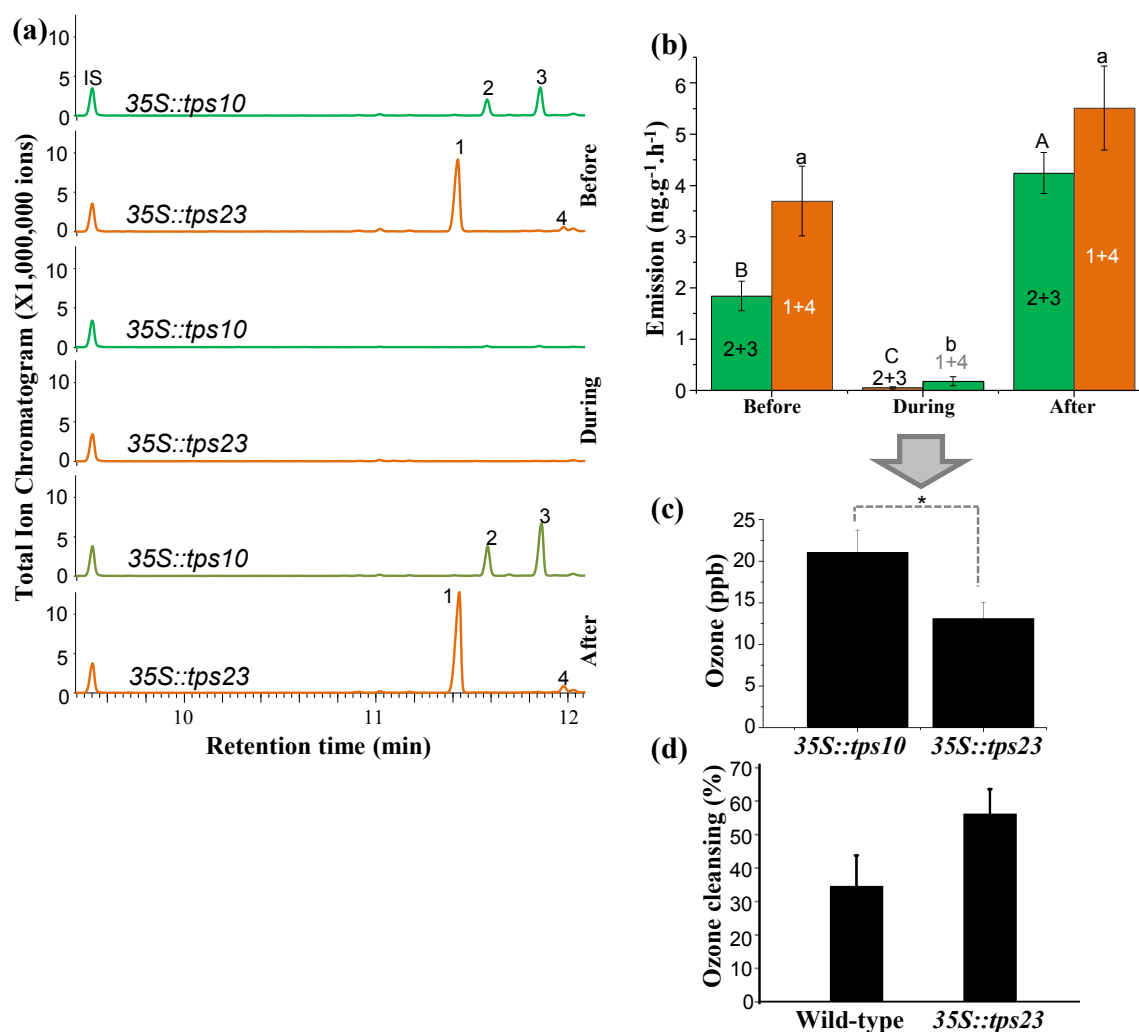 (a)
Total Ion Chromatogram (X1,000,000 ions)
10
5
0
IS
35S::tps10
2
3
10
5
0
35S::tps23
1
4
Before
10
5
0
35S::tps10
10
5
0
35S::tps23
During
10
5
0
35S::tps10
2
3
10
5
0
35S::tps23
1
4
After
10
11
12
Retention time (min)
(b)
Emission (ng.g-1.h-1)
6
5
4
3
2
1
0
B
2+3
a
1+4
C
2+3
b
1+4
A
2+3
a
1+4
Before
During
After
(c)
Ozone (ppb)
25
20
15
10
5
0
*
35S::tps10
35S::tps23
(d)
Ozone cleansing (%)
70
60
50
40
30
20
10
0
Wild-type
35S::tps23